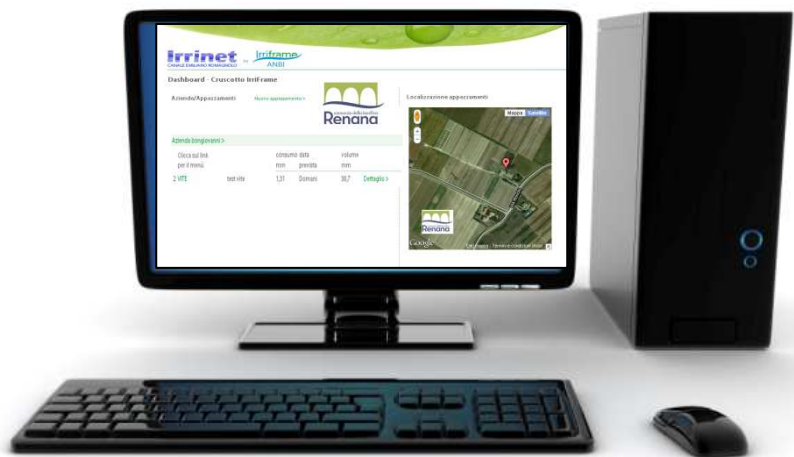 Irrinet
Irriframe
CANALE EMILIANO ROMAGNOLO
ANBI
Dashboard - Cruscotto IrriFrame
Aziende/Appezzamenti
Nuovo appezzamento >
Renana
Localizzazione appezzamenti
Mappa
Azienda bongiovanni >
Clicca sul link
per il menù
consumo
mm
data
prevista
volume
mm
2 VITE
test vite
1,31
Domani
38,7
Dettaglio >
Renana
Google